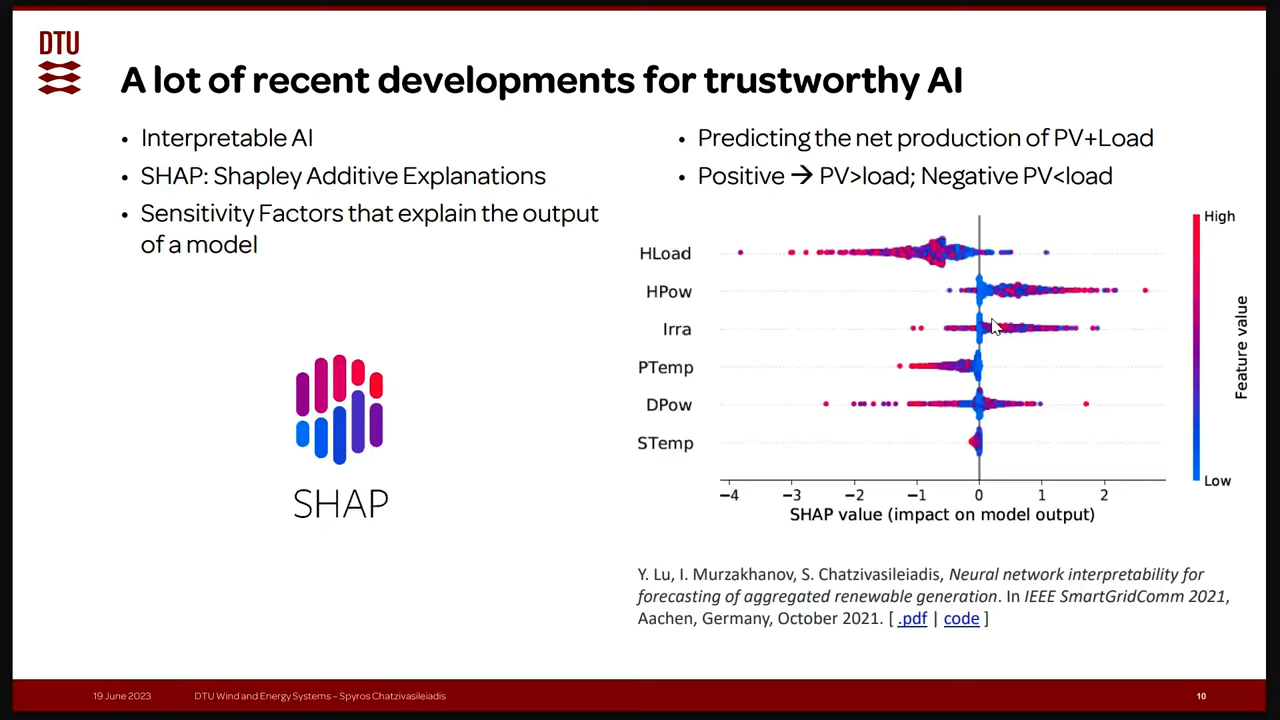 DTU
A lot of recent developments for trustworthy AI
• Interpretable AI
• SHAP: Shapley Additive Explanations
• Sensitivity Factors that explain the output
of a model
SHAP
• Predicting the net production of PV+Load
• Positive → PV>load; Negative PV<load
High
HLoad
HPow
Irra
PTemp
DPow
STemp
Feature value
Low
−4 −3 −2 −1 0 1 2
SHAP value (impact on model output)
Y. Lu, I. Murzakhanov, S. Chatzivasileiadis, Neural network interpretability for
forecasting of aggregated renewable generation. In IEEE SmartGridComm 2021,
Aachen, Germany, October 2021. [ .pdf | code ]
19 June 2023 DTU Wind and Energy Systems – Spyros Chatzivasileiadis 10